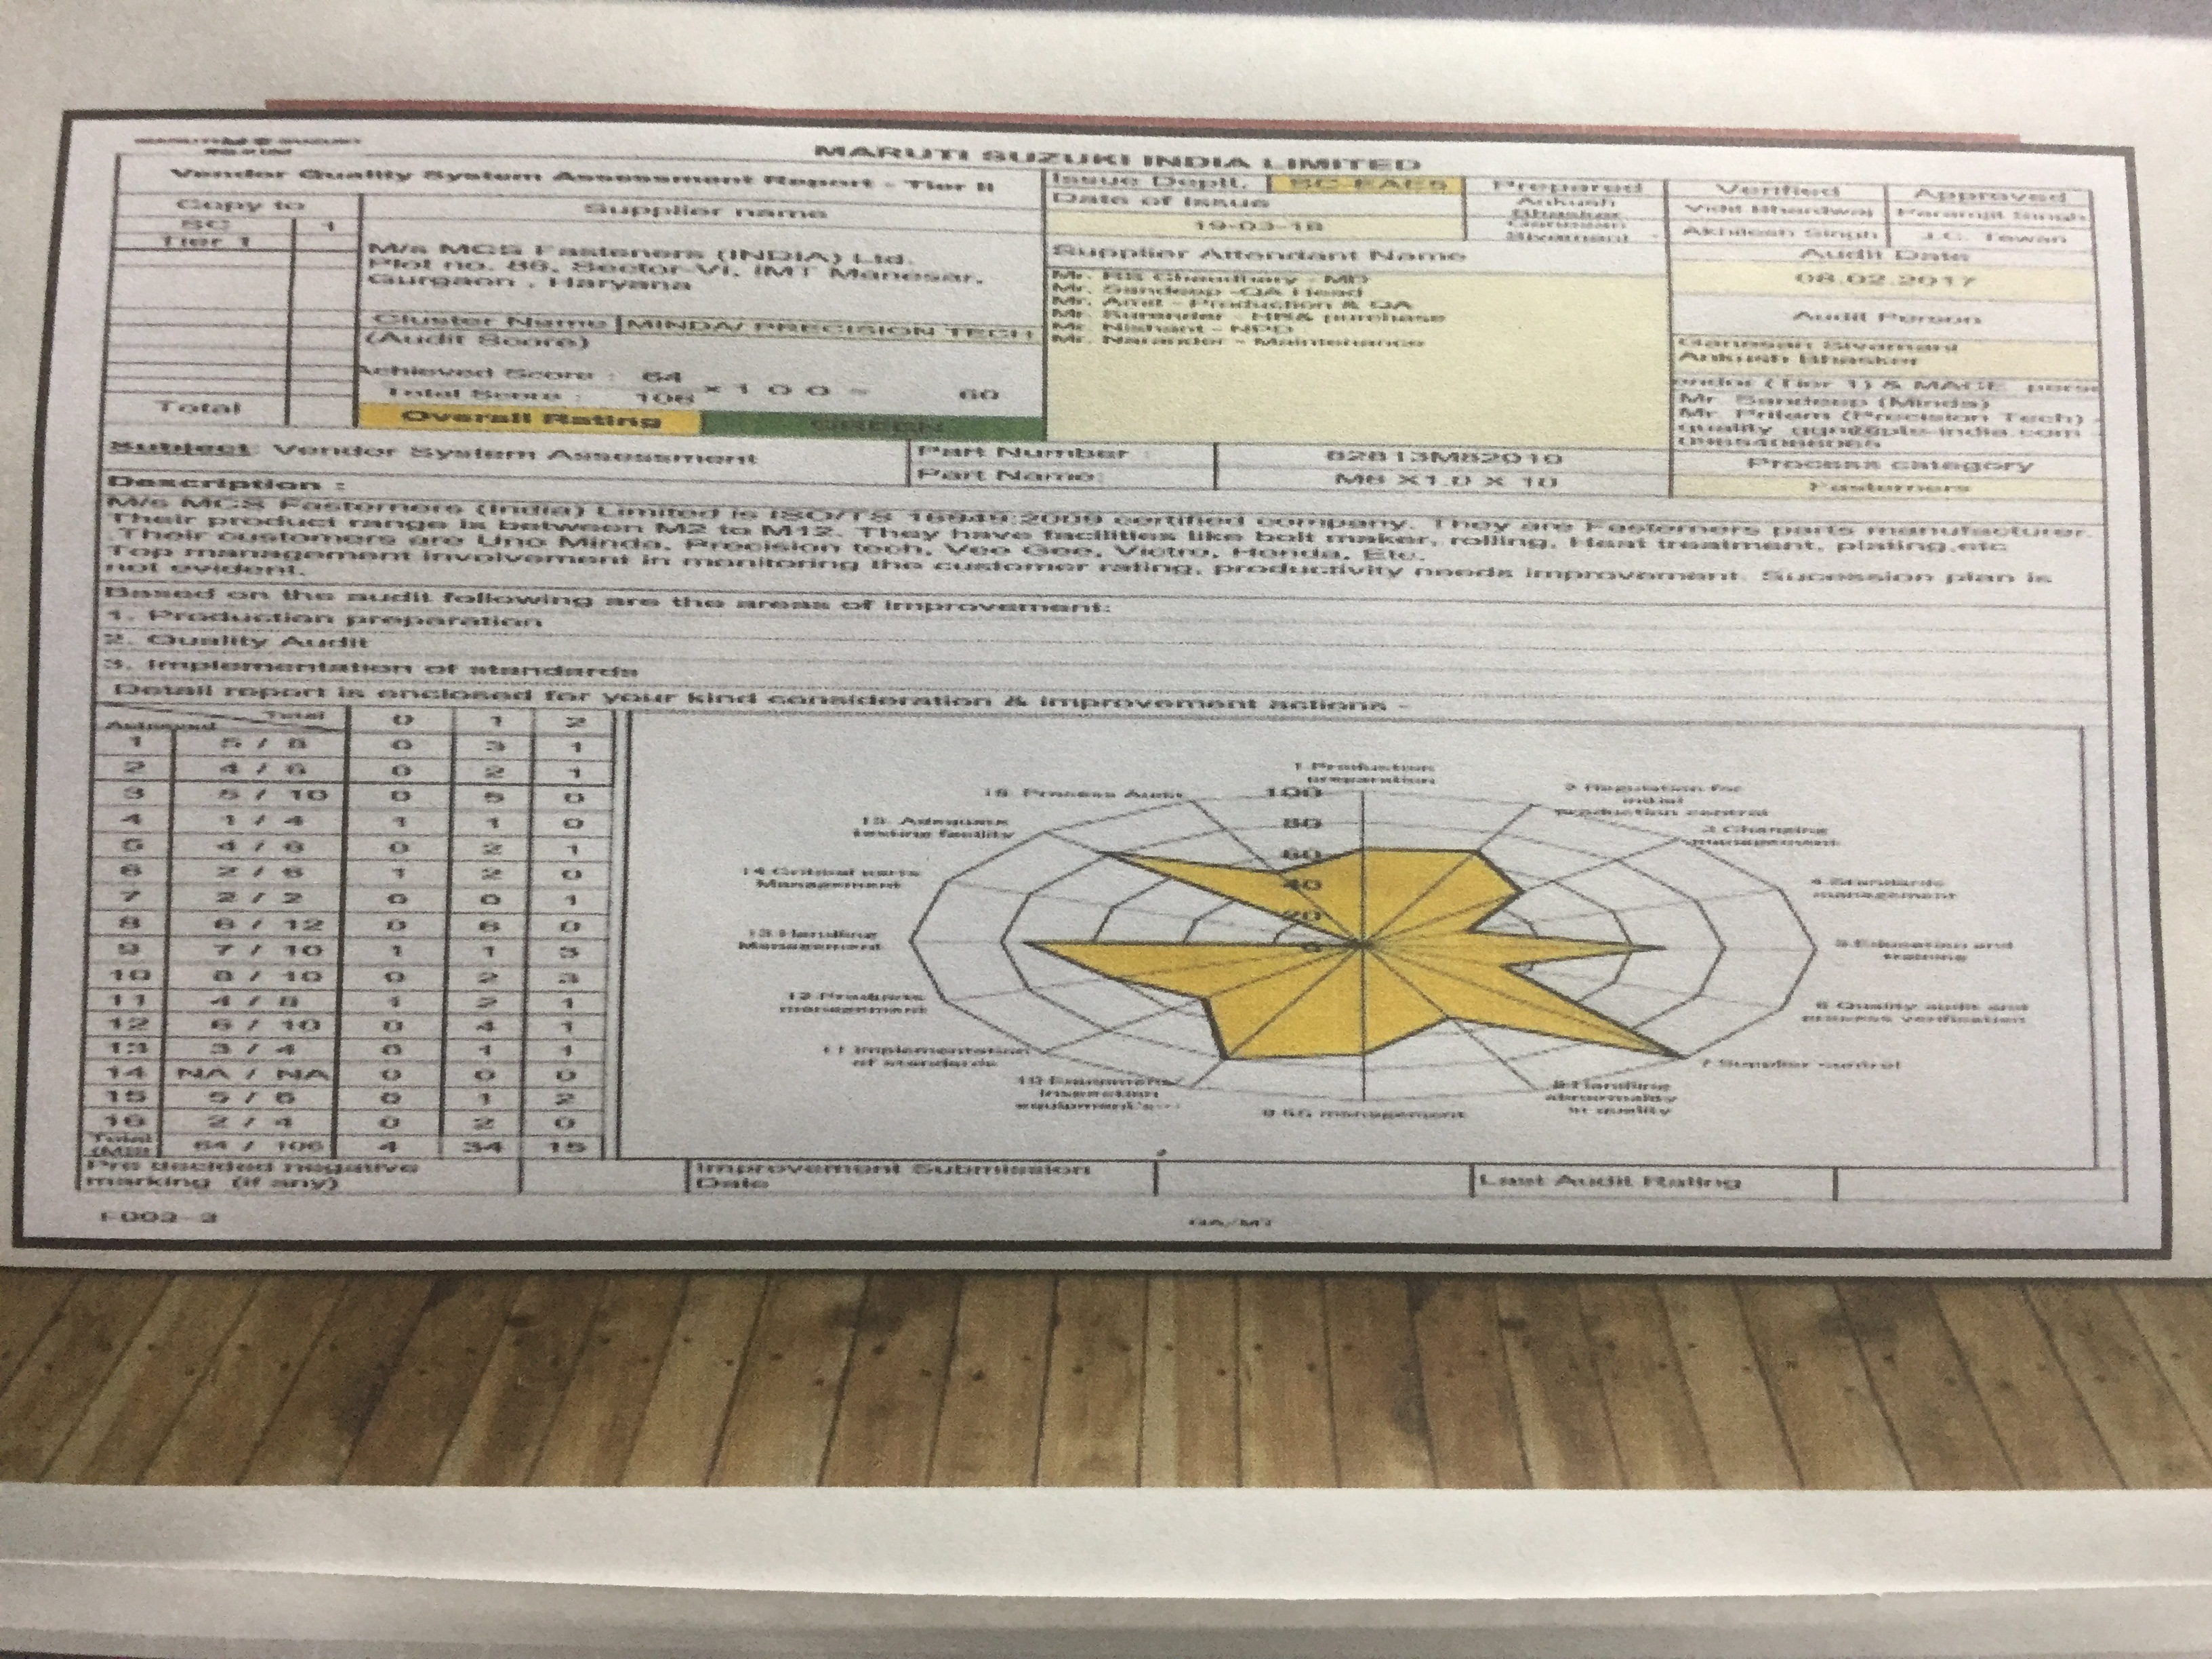 MARUTI SUZUKI INDIA LIMITED
Vendor Quality System Assessment Report - Tier II
Issue Deptt.
Prepared
Verified
Approved
Copy to
Supplier name
Date of Issue
Ankush
Bhasker
Ganesan
Sivamani
Vidit Bhardwaj
Paramjit Singh
SC 1
19-03-18
Akhilesh Singh
J.C. Tewari
Tier 1
M/s MCS Fasteners (INDIA) Ltd.
Plot no. 86, Sector-VI, IMT Manesar,
Gurgaon , Haryana
Supplier Attendant Name
Audit Date
Mr. RS Chaudhary - MD
Mr. Sandeep -QA Head
Mr. Amit - Production & QA
Mr. Surender - HR& purchase
Mr. Nishant - NPD
Mr. Narander - Maintenance
08.02.2017
Audit Person
Ganesan Sivamani
Ankush Bhasker
Cluster Name MINDA/ PRECISION TECH
(Audit Score)
Achieved Score : 64
Total Score : 106 × 1 0 0 = 60
(Tier 1) & MACE
Mr. Sandeep (Minda)
Mr. Pritam (Precision Tech) -
Total
Overall Rating GREEN
Subject: Vendor System Assessment
Part Number :
82813M82010
Process category
Part Name:
M6 X1.0 X 10
Fasteners
Description :
M/s MCS Fasterners (India) Limited is ISO/TS 16949:2009 certified company. They are Fasterners parts manufacturer.
Their product range is between M2 to M12. They have facilities like bolt maker, rolling, Heat treatment, plating,etc
.Their customers are Uno Minda, Precision tech, Vee Gee, Victro, Honda, Etc.
Top management involvement in monitoring the customer rating, productivity needs improvement. Sucession plan is
not evident.
Based on the audit following are the areas of improvement:
1. Production preparation
2. Quality Audit
3. Implementation of standards
Detail report is enclosed for your kind consideration & improvement actions -
Total 0 1 2
Achieved
1 5 / 8 0 3 1
2 4 / 6 0 2 1
3 5 / 10 0 5 0
4 1 / 4 1 1 0
5 4 / 6 0 2 1
6 2 / 6 1 2 0
7 2 / 2 0 0 1
8 6 / 12 0 6 0
9 7 / 10 1 1 3
10 8 / 10 0 2 3
11 4 / 8 1 2 1
12 6 / 10 0 4 1
13 3 / 4 0 1 1
14 NA / NA 0 0 0
15 5 / 6 0 1 2
16 2 / 4 0 2 0
Total 64 / 106 4 34 15
1.Production
preparation
2.Regulation for
initial
production control
3.Changing
management
4.Standards
management
5.Education and
training
6.Quality audit and
process verification
7.Supplier control
8.Handling
abnormality
in quality
9.5S management
10.Equipment/
Inspection
equipment's
11.Implementation
of standards
12.Products
management
13.Handling
Management
14.Critical parts
Management
15. Adequate
testing facility
16. Process Audit
100
80
60
40
20
0
Pre decided negative
marking (if any)
Improvement Submission
Date
Last Audit Rating